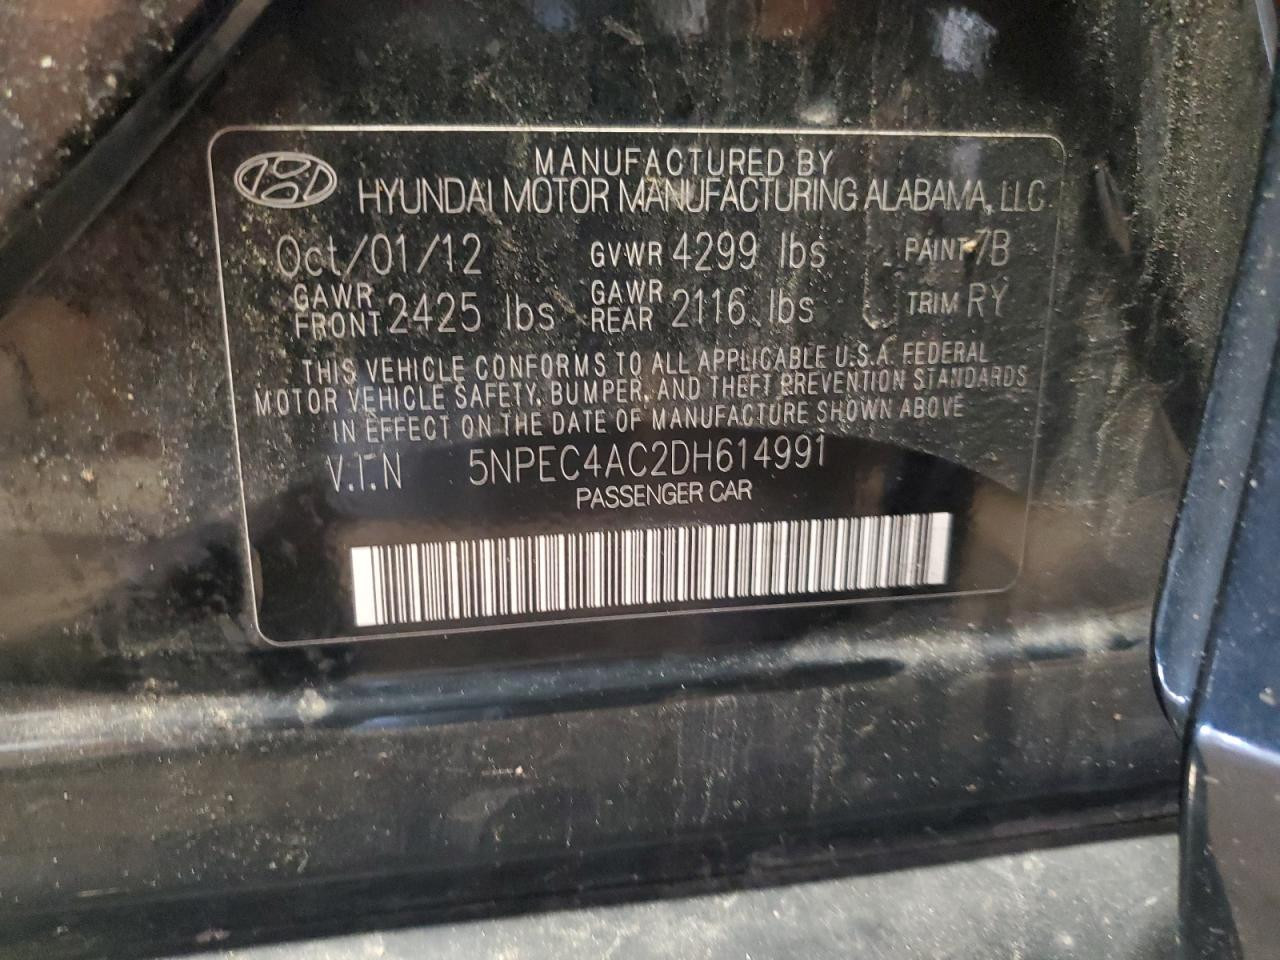 MANUFACTURED BY
HYUNDAI MOTOR MANUFACTURING ALABAMA, LLC
Oct/01/12 GVWR 4299 lbs PAINT 7B
GAWR FRONT 2425 lbs GAWR REAR 2116 lbs TRIM RY
THIS VEHICLE CONFORMS TO ALL APPLICABLE U.S.A. FEDERAL
MOTOR VEHICLE SAFETY, BUMPER, AND THEFT PREVENTION STANDARDS
IN EFFECT ON THE DATE OF MANUFACTURE SHOWN ABOVE
V.I.N 5NPEC4AC2DH614991
PASSENGER CAR